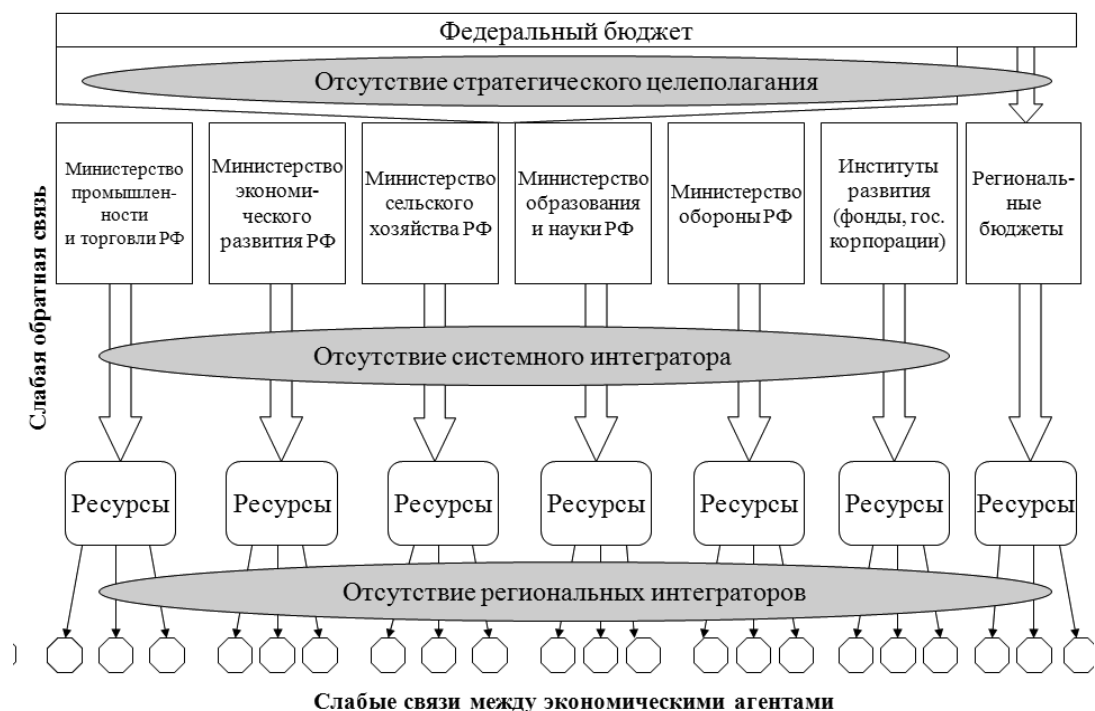 Федеральный бюджет
Отсутствие стратегического целеполагания
Министерство
промышлен-
ности
и торговли РФ
Министерство
экономи-
ческого
развития РФ
Министерство
сельского
хозяйства РФ
Министерство
образования
и науки РФ
Министерство
обороны РФ
Институты
развития
(фонды, гос.
корпорации)
Региональ-
ные
бюджеты
Слабая обратная связь
Отсутствие системного интегратора
Ресурсы
Ресурсы
Ресурсы
Ресурсы
Ресурсы
Ресурсы
Ресурсы
Отсутствие региональных интеграторов
Слабые связи между экономическими агентами